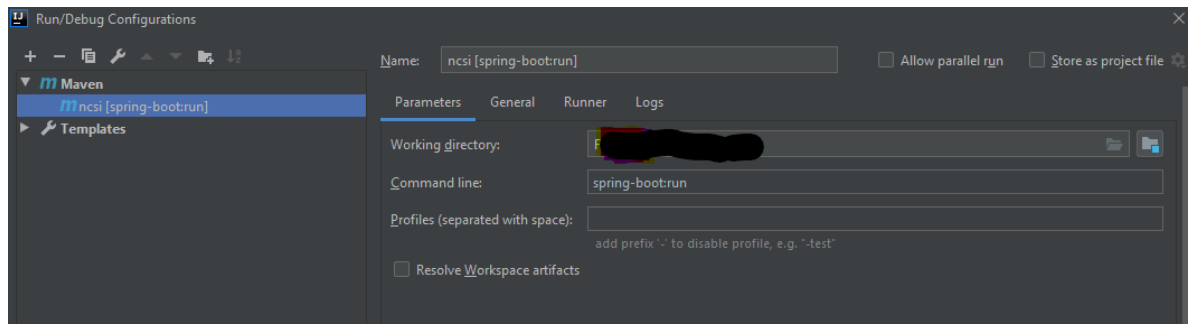 IJ Run/Debug Configurations
Name: ncsi [spring-boot:run] Allow parallel run Store as project file
Maven
ncsi [spring-boot:run]
Templates
Parameters General Runner Logs
Working directory:
Command line: spring-boot:run
Profiles (separated with space):
add prefix '-' to disable profile, e.g. "-test"
Resolve Workspace artifacts